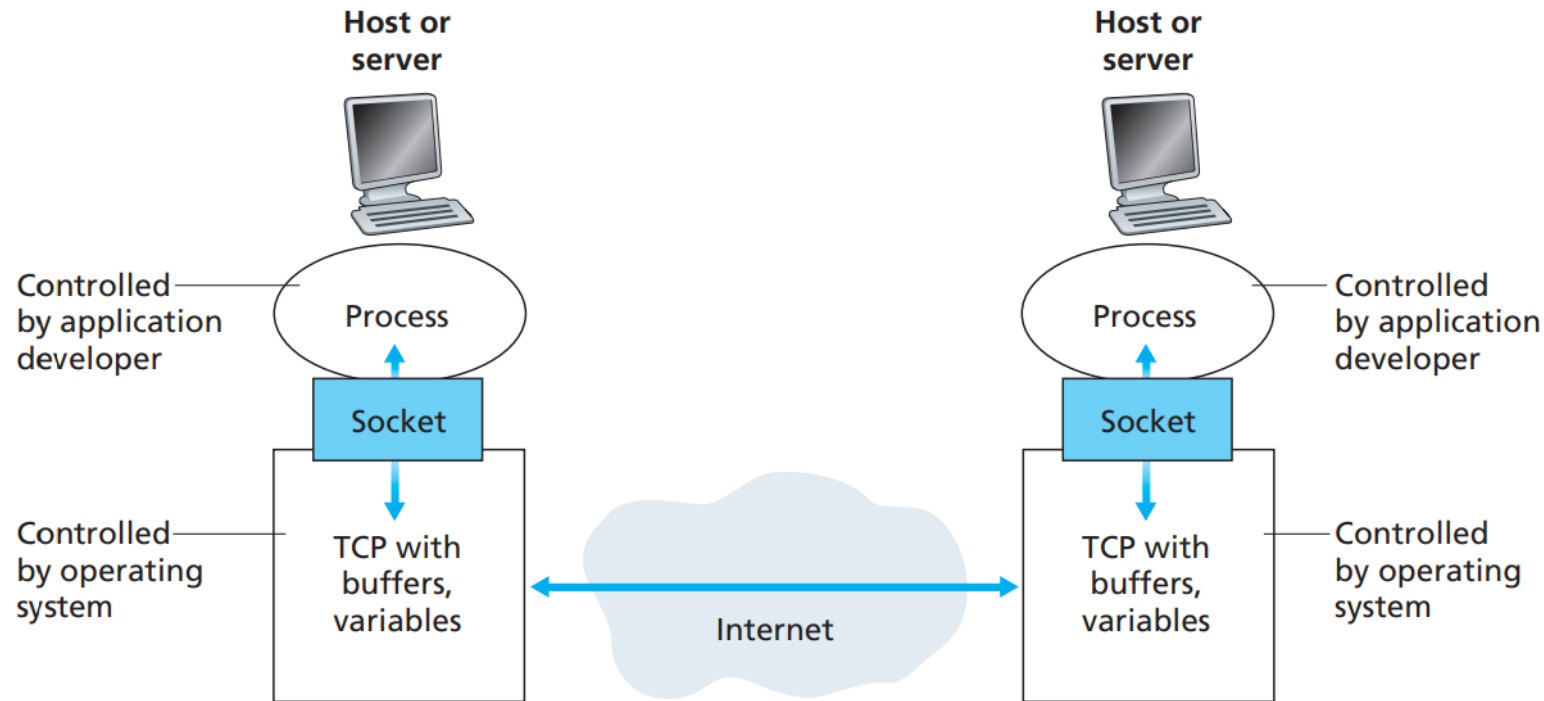 Host or
server
Host or
server
Controlled
by application
developer
Process
Process
Controlled
by application
developer
Socket
Socket
Controlled
by operating
system
TCP with
buffers,
variables
Internet
TCP with
buffers,
variables
Controlled
by operating
system